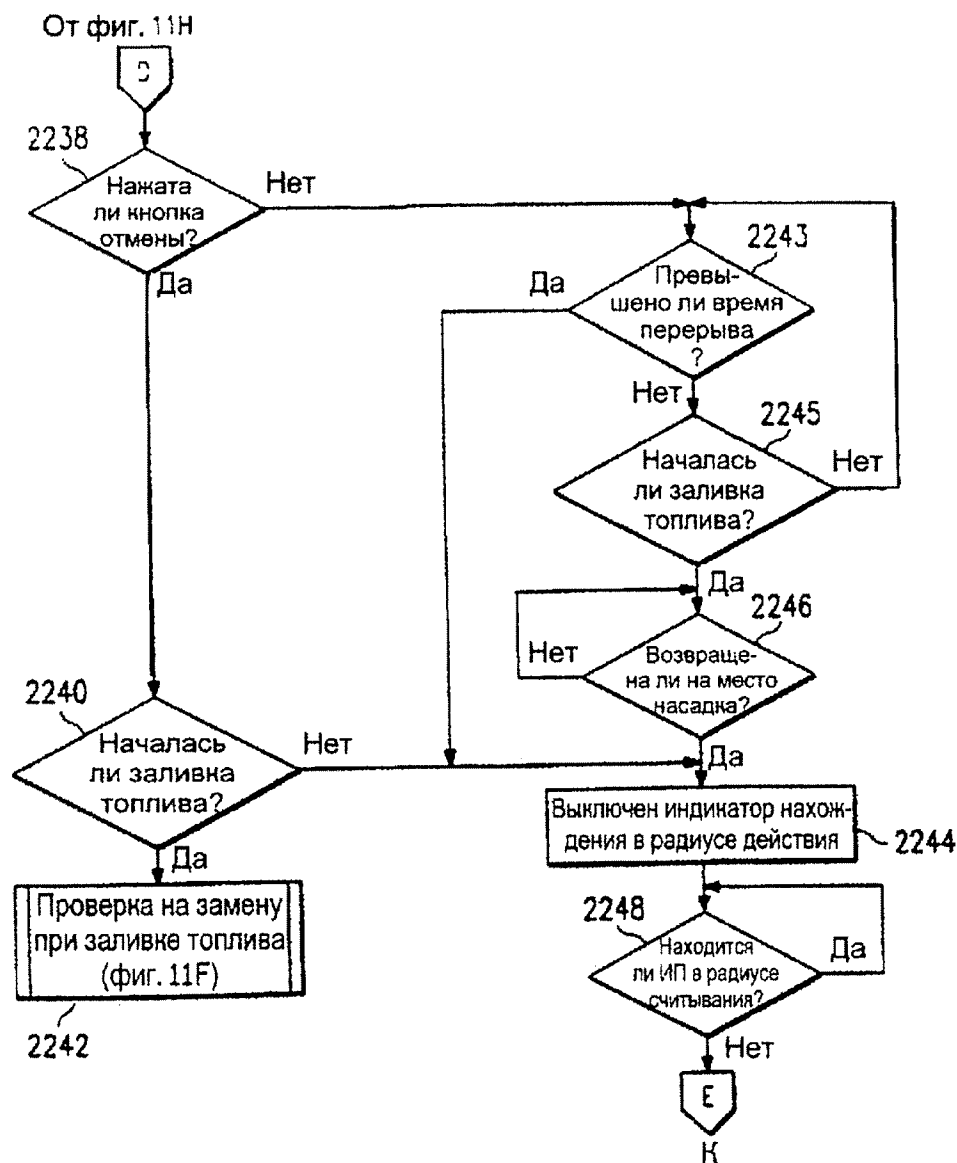 От фиг. 11H
D
2238
Нажата
ли кнопка
отмены?
Нет
Да
2243
Превы-
шено ли время
перерыва
?
Да
Нет
2245
Началась
ли заливка
топлива?
Нет
Да
2246
Возвраще-
на ли на место
насадка?
Нет
Да
2240
Началась
ли заливка
топлива?
Нет
Да
Проверка на замену
при заливке топлива
(фиг. 11F)
2242
Выключен индикатор нахож-
дения в радиусе действия
2244
2248
Находится
ли ИП в радиусе
считывания?
Да
Нет
E
К